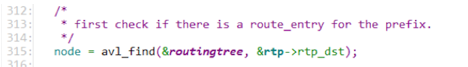 312: /*
313: * first check if there is a route_entry for the prefix.
314: */
315: node = avl_find(&routingtree, &rtp->rtp_dst);
316: